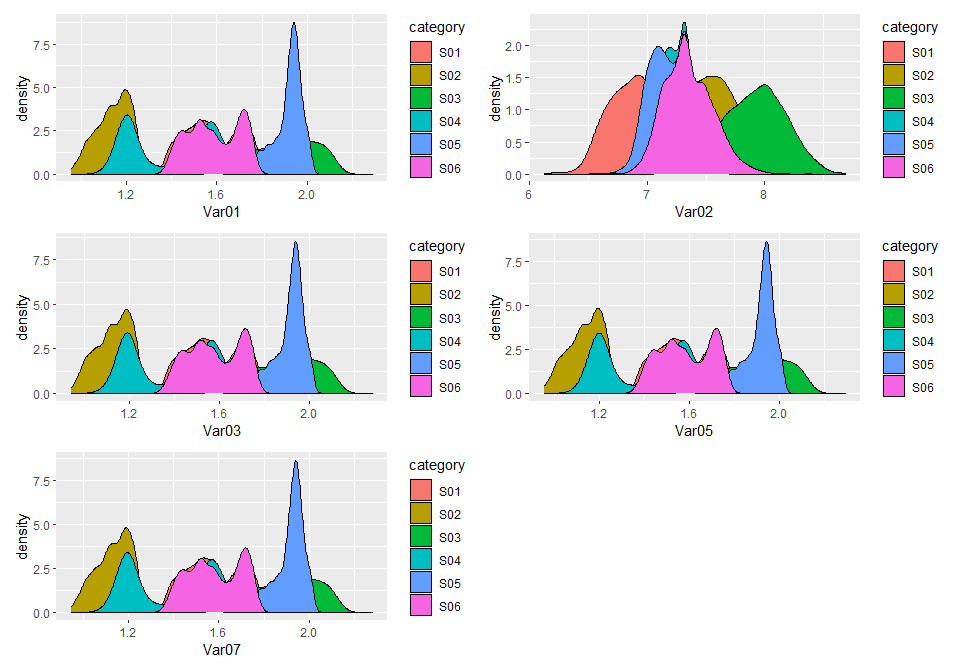 density
7.5
5.0
2.5
0.0
1.2 1.6 2.0
Var01
category
S01
S02
S03
S04
S05
S06
density
2.0
1.5
1.0
0.5
0.0
6 7 8
Var02
category
S01
S02
S03
S04
S05
S06
density
7.5
5.0
2.5
0.0
1.2 1.6 2.0
Var03
category
S01
S02
S03
S04
S05
S06
density
7.5
5.0
2.5
0.0
1.2 1.6 2.0
Var05
category
S01
S02
S03
S04
S05
S06
density
7.5
5.0
2.5
0.0
1.2 1.6 2.0
Var07
category
S01
S02
S03
S04
S05
S06